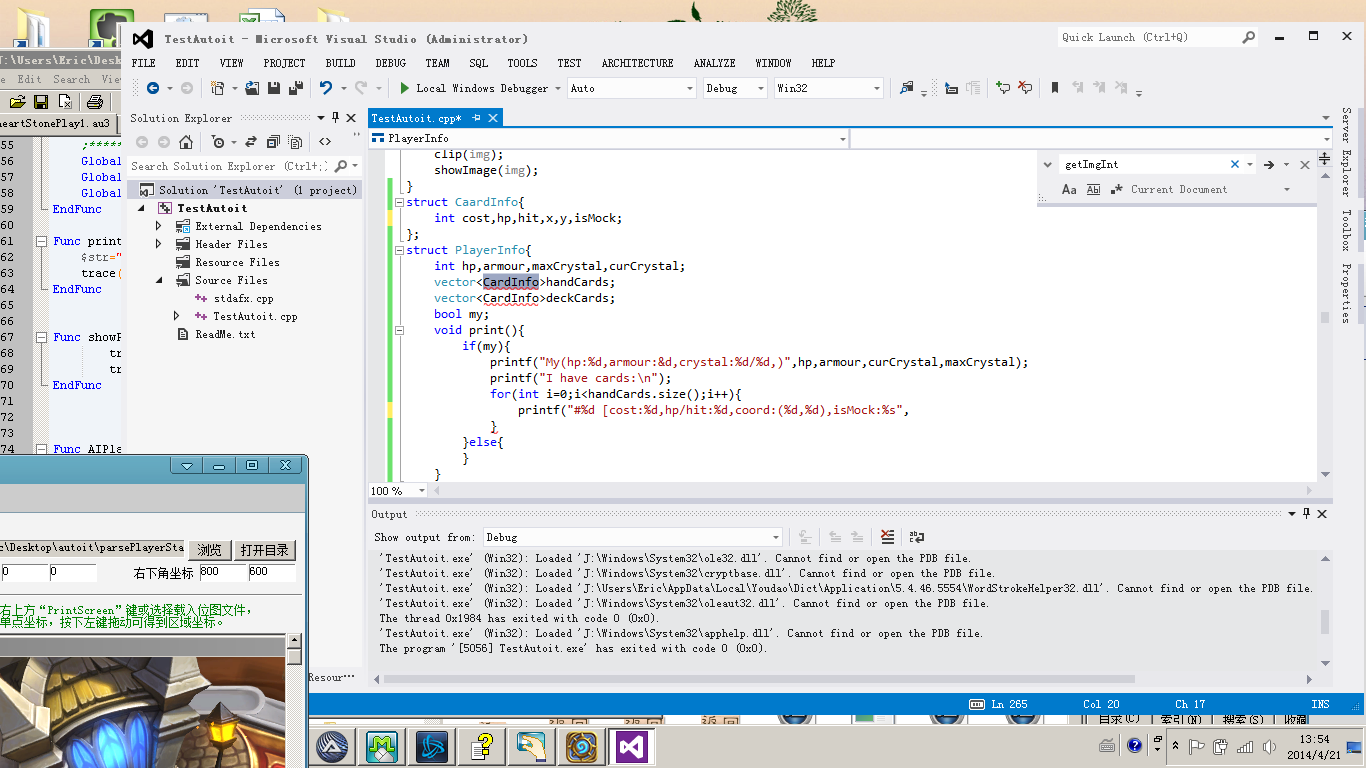 TestAutoit - Microsoft Visual Studio (Administrator)
Quick Launch (Ctrl+Q)
FILE EDIT VIEW PROJECT BUILD DEBUG TEAM SQL TOOLS TEST ARCHITECTURE ANALYZE WINDOW HELP
Local Windows Debugger Auto Debug Win32
T:\Users\Eric\Desk
Edit Search View
heartStonePlay1.au3
55 ;*****
56 Global
57 Global
58 Global
59 EndFunc
60
61 Func print
62 $str="
63 trace(
64 EndFunc
65
66
67 Func showP
68 tr
69 tr
70 EndFunc
71
72
73
74 Func AIPla
Solution Explorer
Search Solution Explorer (Ctrl+;)
Solution 'TestAutoit' (1 project)
TestAutoit
External Dependencies
Header Files
Resource Files
Source Files
stdafx.cpp
TestAutoit.cpp
ReadMe.txt
Resour...
TestAutoit.cpp*
PlayerInfo
getImgInt
Aa Ab Current Document
clip(img);
showImage(img);
}
struct CaardInfo{
int cost,hp,hit,x,y,isMock;
};
struct PlayerInfo{
int hp,armour,maxCrystal,curCrystal;
vector<CardInfo>handCards;
vector<CardInfo>deckCards;
bool my;
void print(){
if(my){
printf("My(hp:%d,armour:&d,crystal:%d/%d,)",hp,armour,curCrystal,maxCrystal);
printf("I have cards:\n");
for(int i=0;i<handCards.size();i++){
printf("#%d [cost:%d,hp/hit:%d,coord:(%d,%d),isMock:%s",
}
}else{
}
}
100 %
Server Explorer
Toolbox
Properties
Output
Show output from: Debug
'TestAutoit.exe' (Win32): Loaded 'J:\Windows\System32\ole32.dll'. Cannot find or open the PDB file.
'TestAutoit.exe' (Win32): Loaded 'J:\Windows\System32\cryptbase.dll'. Cannot find or open the PDB file.
'TestAutoit.exe' (Win32): Loaded 'J:\Users\Eric\AppData\Local\Youdao\Dict\Application\5.4.46.5554\WordStrokeHelper32.dll'. Cannot find or open the PDB file.
'TestAutoit.exe' (Win32): Loaded 'J:\Windows\System32\oleaut32.dll'. Cannot find or open the PDB file.
The thread 0x1984 has exited with code 0 (0x0).
'TestAutoit.exe' (Win32): Loaded 'J:\Windows\System32\apphelp.dll'. Cannot find or open the PDB file.
The program '[5056] TestAutoit.exe' has exited with code 0 (0x0).
Ln 265 Col 20 Ch 17 INS
c\Desktop\autoit\parsePlayerSta 浏览 打开目录
0 0 右下角坐标 800 600
右上方“PrintScreen”键或选择载入位图文件，
单点坐标，按下左键拖动可得到区域坐标。
目录(C) 索引(N) 搜索(S) 收藏
13:54
2014/4/21